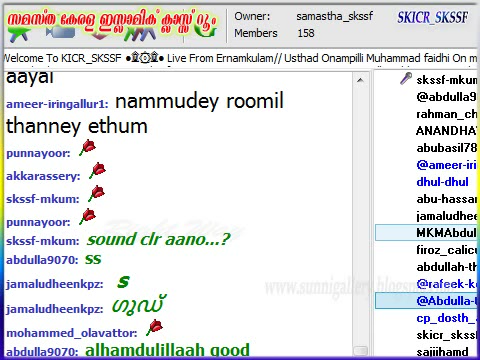 സമസ്ത കേരള ഇസ്ലാമിക് ക്ലാസ്സ് റൂം
Owner: samastha_skssf
Members 158
SKICR_SKSSF
Welcome To KICR_SKSSF ●۩۞۩● Live From Ernamkulam// Usthad Onampilli Muhammad faidhi On m
aayal
ameer-iringallur1: nammudey roomil
thanney ethum
punnayoor:
akkarassery:
skssf-mkum:
punnayoor:
skssf-mkum: sound clr aano...?
abdulla9070: ss
jamaludheenkpz: s
jamaludheenkpz: ഗുഡ്
mohammed_olavattor:
abdulla9070: alhamdulillaah good
skssf-mkum
@abdulla9
rahman_ch
ANANDHA
abubasil78
@ameer-iri
dhul-dhul
abu-hassa
jamaludhee
MKMAbdul
firoz_calic
abdullah-th
@rafeek-k
@Abdulla-t
cp_dosth_a
skicr_skss
sajjihamd
www.sunnigallery.blogspot